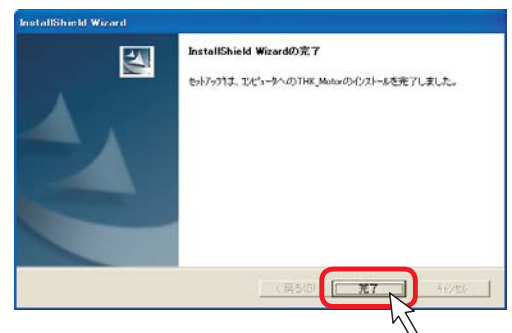 InstallShield Wizard
InstallShield Wizardの完了
セットアップは、コンピュータへのTHK_Motorのインストールを完了しました。
< 戻る(B)
完了
キャンセル